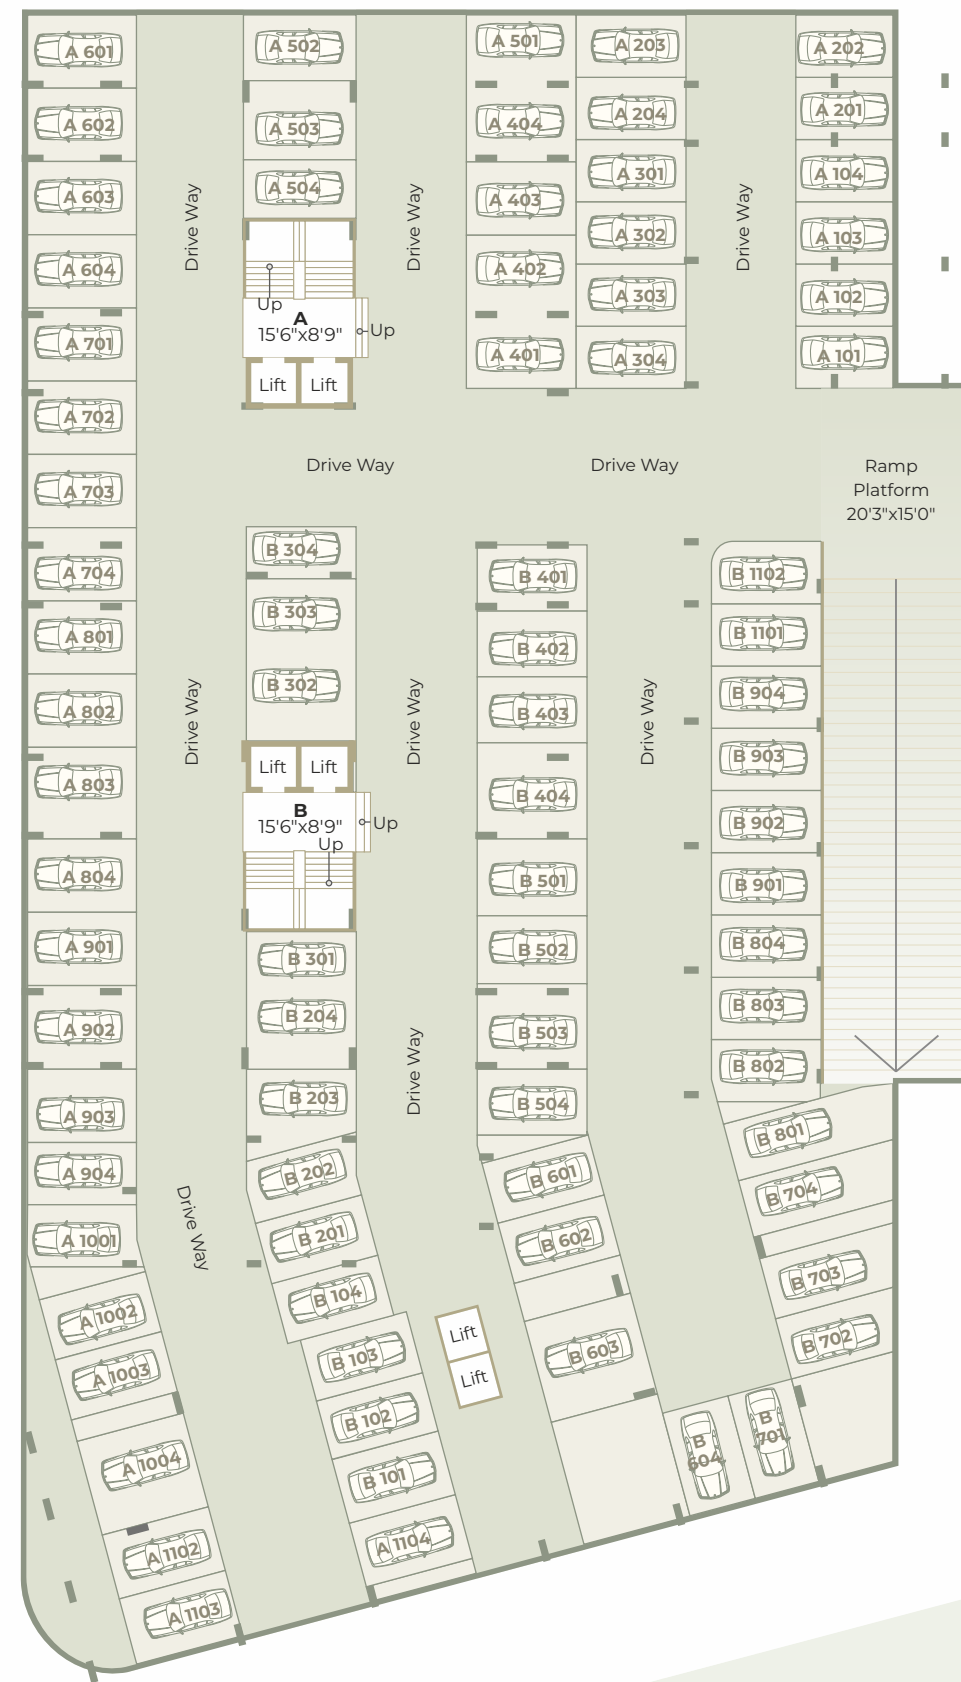 A 601
A 502
A 501
A 203
A 202
A 602
A 503
A 404
A 204
A 201
A 603
A 504
A 403
A 301
A 104
Drive Way
Drive Way
Drive Way
A 302
A 103
A 604
A 402
A 303
A 102
Up
A
15'6"x8'9"
Up
A 701
A 401
A 304
A 101
Lift
Lift
A 702
Drive Way
Drive Way
Ramp
Platform
20'3"x15'0"
A 703
B 304
A 704
B 401
B 1102
A 801
B 303
B 402
B 1101
A 802
B 302
B 403
B 904
Drive Way
Drive Way
Drive Way
A 803
Lift
Lift
B 404
B 903
B
15'6"x8'9"
Up
Up
B 902
A 804
B 501
B 901
A 901
B 301
B 502
B 804
A 902
B 204
B 503
B 803
Drive Way
A 903
B 203
B 504
B 802
A 904
B 202
B 601
B 801
A 1001
Drive Way
B 201
B 602
B 704
A 1002
B 104
B 703
A 1003
B 103
Lift
Lift
B 603
B 702
A 1004
B 102
B
604
B
701
A 1102
B 101
A 1103
A 1104